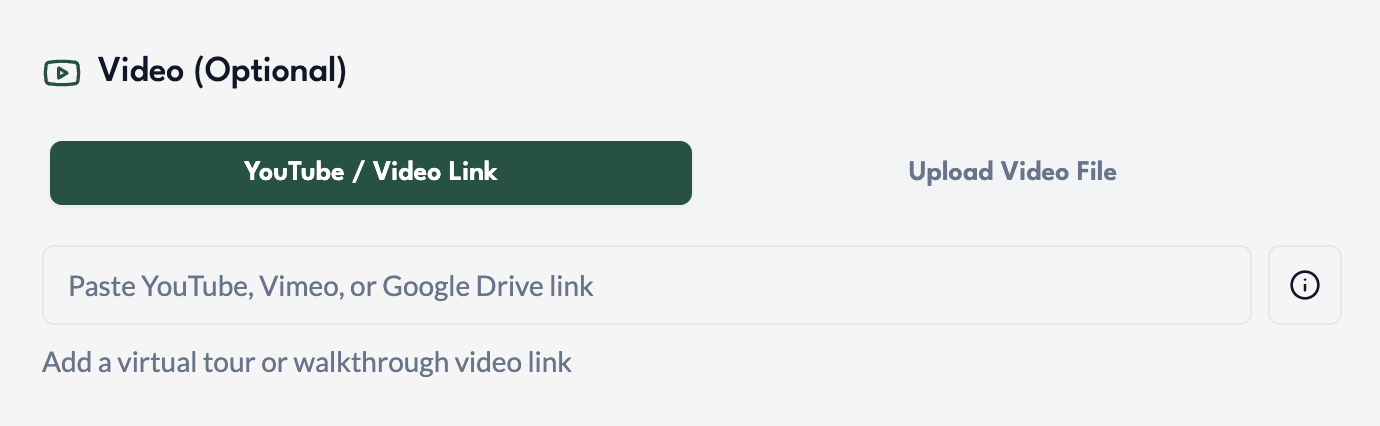 Video (Optional)
YouTube / Video Link
Upload Video File
Paste YouTube, Vimeo, or Google Drive link
Add a virtual tour or walkthrough video link